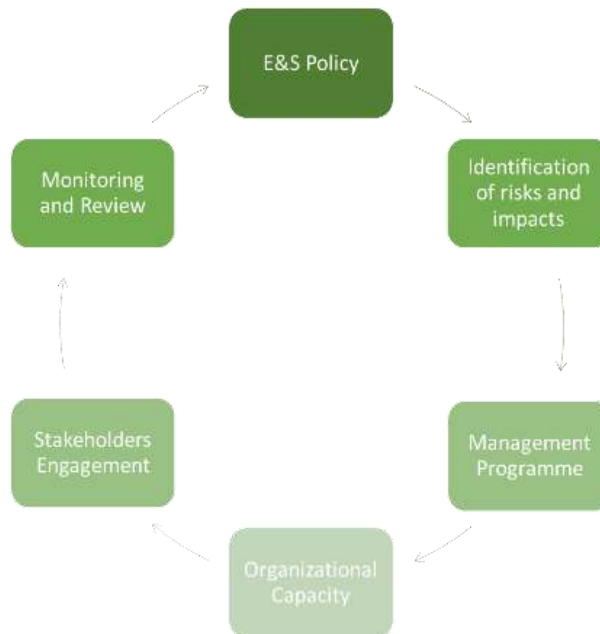 E&S Policy
Identification
of risks and
impacts
Management
Programme
Organizational
Capacity
Stakeholders
Engagement
Monitoring
and Review